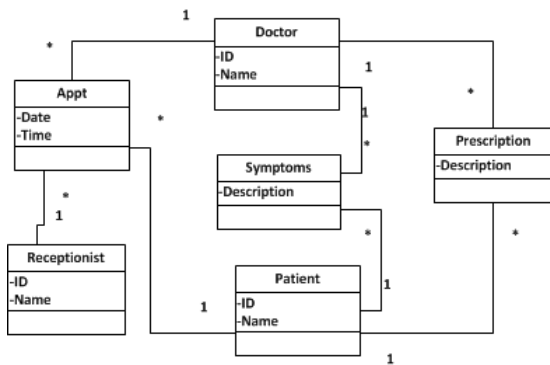 1
Doctor
*
-ID
-Name
1
Appt
-Date
-Time
*
1
*
Prescription
-Description
*
Symptoms
-Description
*
1
*
*
Receptionist
-ID
-Name
Patient
-ID
-Name
1
1
1